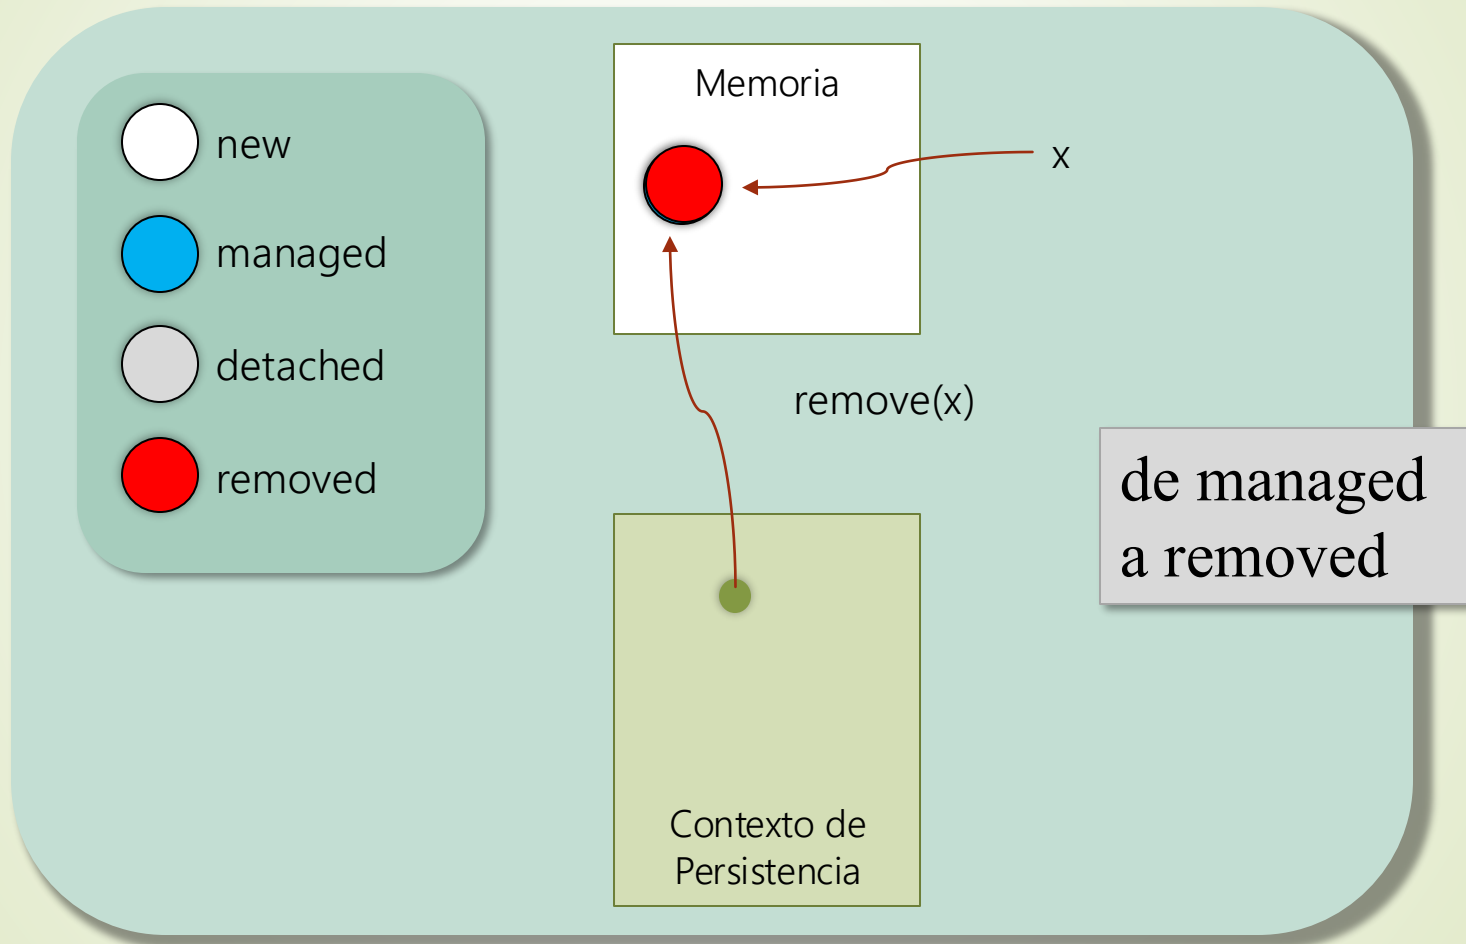 new
managed
detached
removed
Memoria
x
remove(x)
de managed
a removed
Contexto de
Persistencia